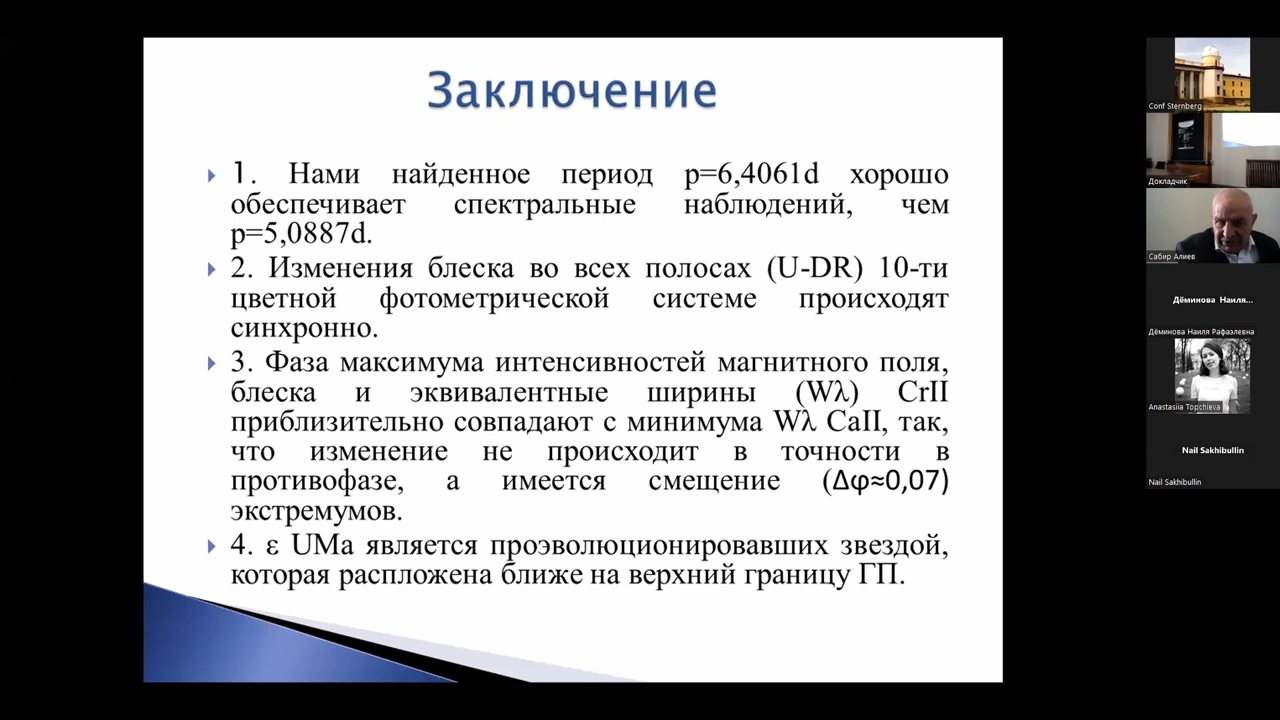 Заключение
1. Нами найденное период p=6,4061d хорошо
обеспечивает спектральные наблюдений, чем
p=5,0887d.
2. Изменения блеска во всех полосах (U-DR) 10-ти
цветной фотометрической системе происходят
синхронно.
3. Фаза максимума интенсивностей магнитного поля,
блеска и эквивалентные ширины (Wλ) CrII
приблизительно совпадают с минимума Wλ CaII, так,
что изменение не происходит в точности в
противофазе, а имеется смещение (Δφ≈0,07)
экстремумов.
4. ε UMa является проэволюционировавших звездой,
которая распложена ближе на верхний границу ГП.
Conf Sternberg
Докладчик
Сабир Алиев
Дёминова Наиля...
Дёминова Наиля Рафаэлевна
Anastasiia Topchieva
Nail Sakhibullin
Nail Sakhibullin